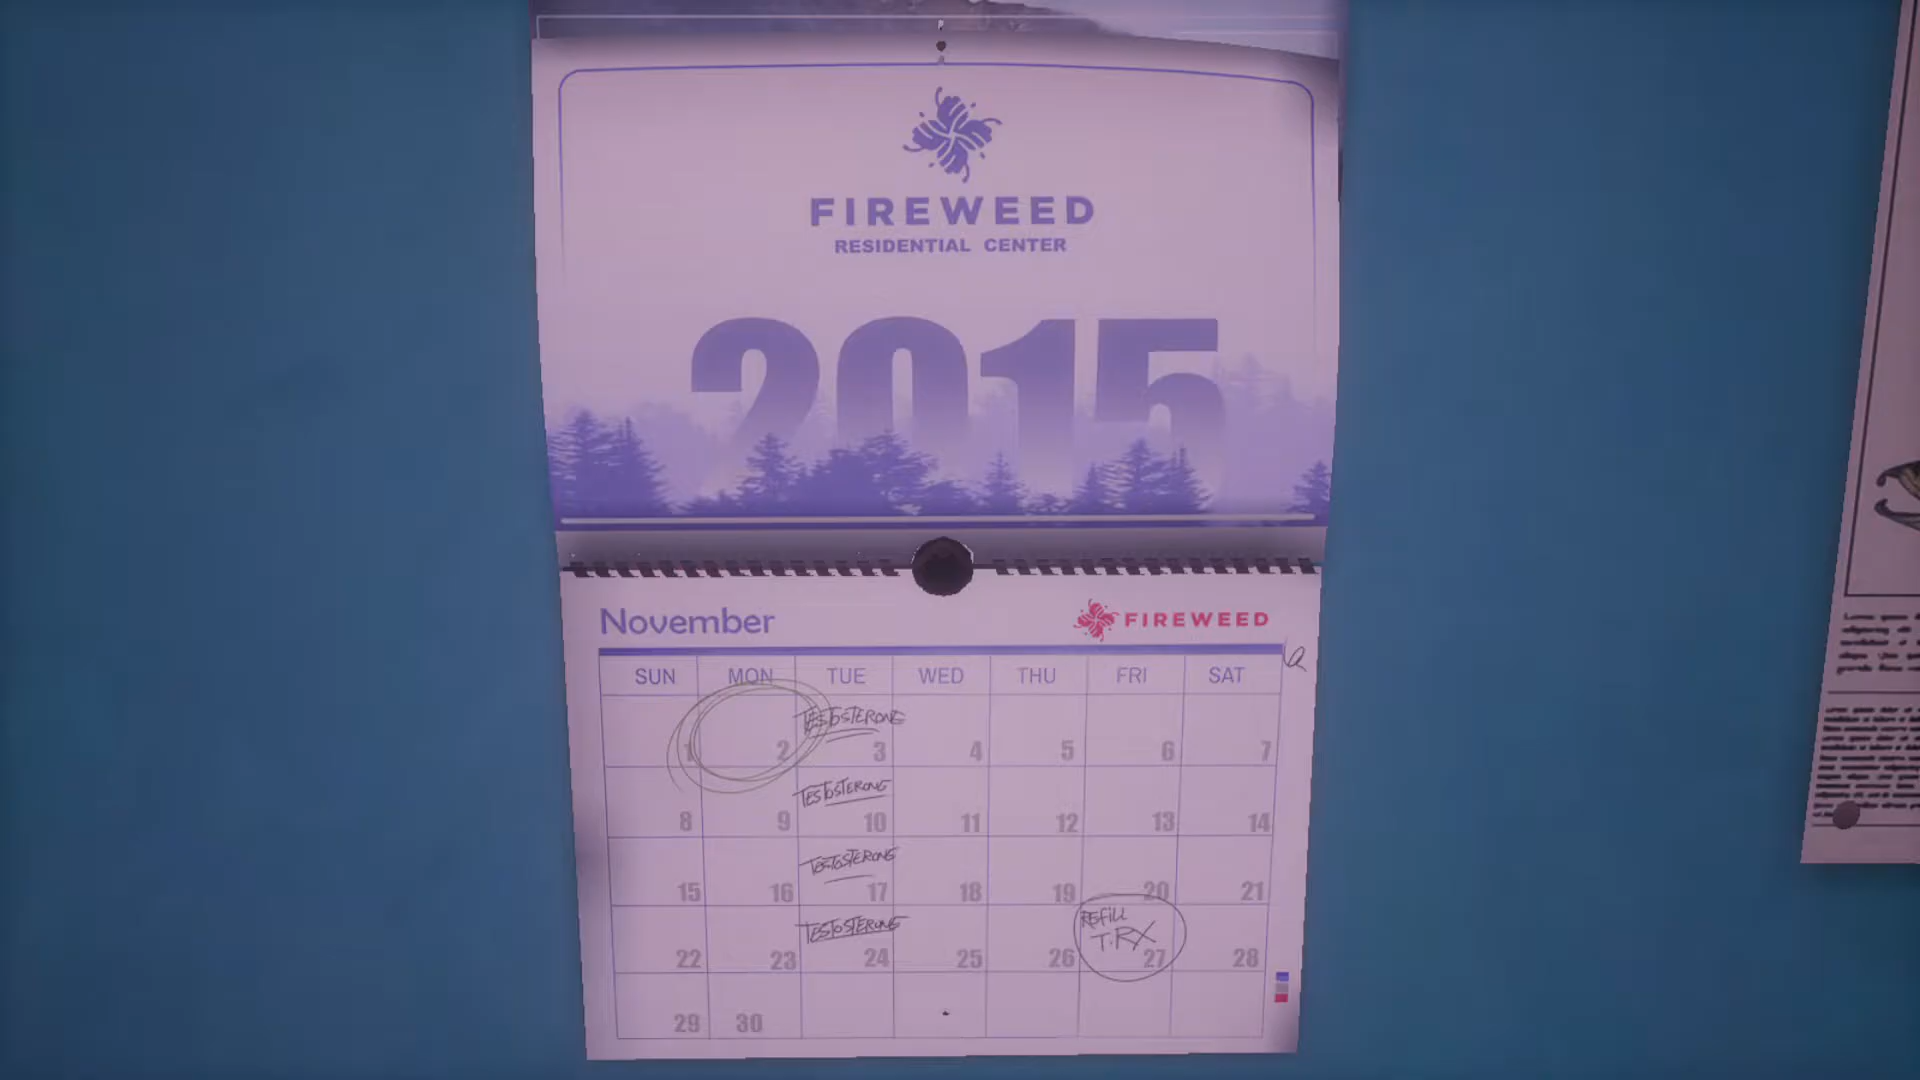 FIREWEED
RESIDENTIAL CENTER
2015
November
FIREWEED
SUN MON TUE WED THU FRI SAT
TESTOSTERONE
1 2 3 4 5 6 7
TESTOSTERONE
8 9 10 11 12 13 14
TESTOSTERONE
15 16 17 18 19 20 21
TESTOSTERONE
REFILL
T·RX
22 23 24 25 26 27 28
29 30